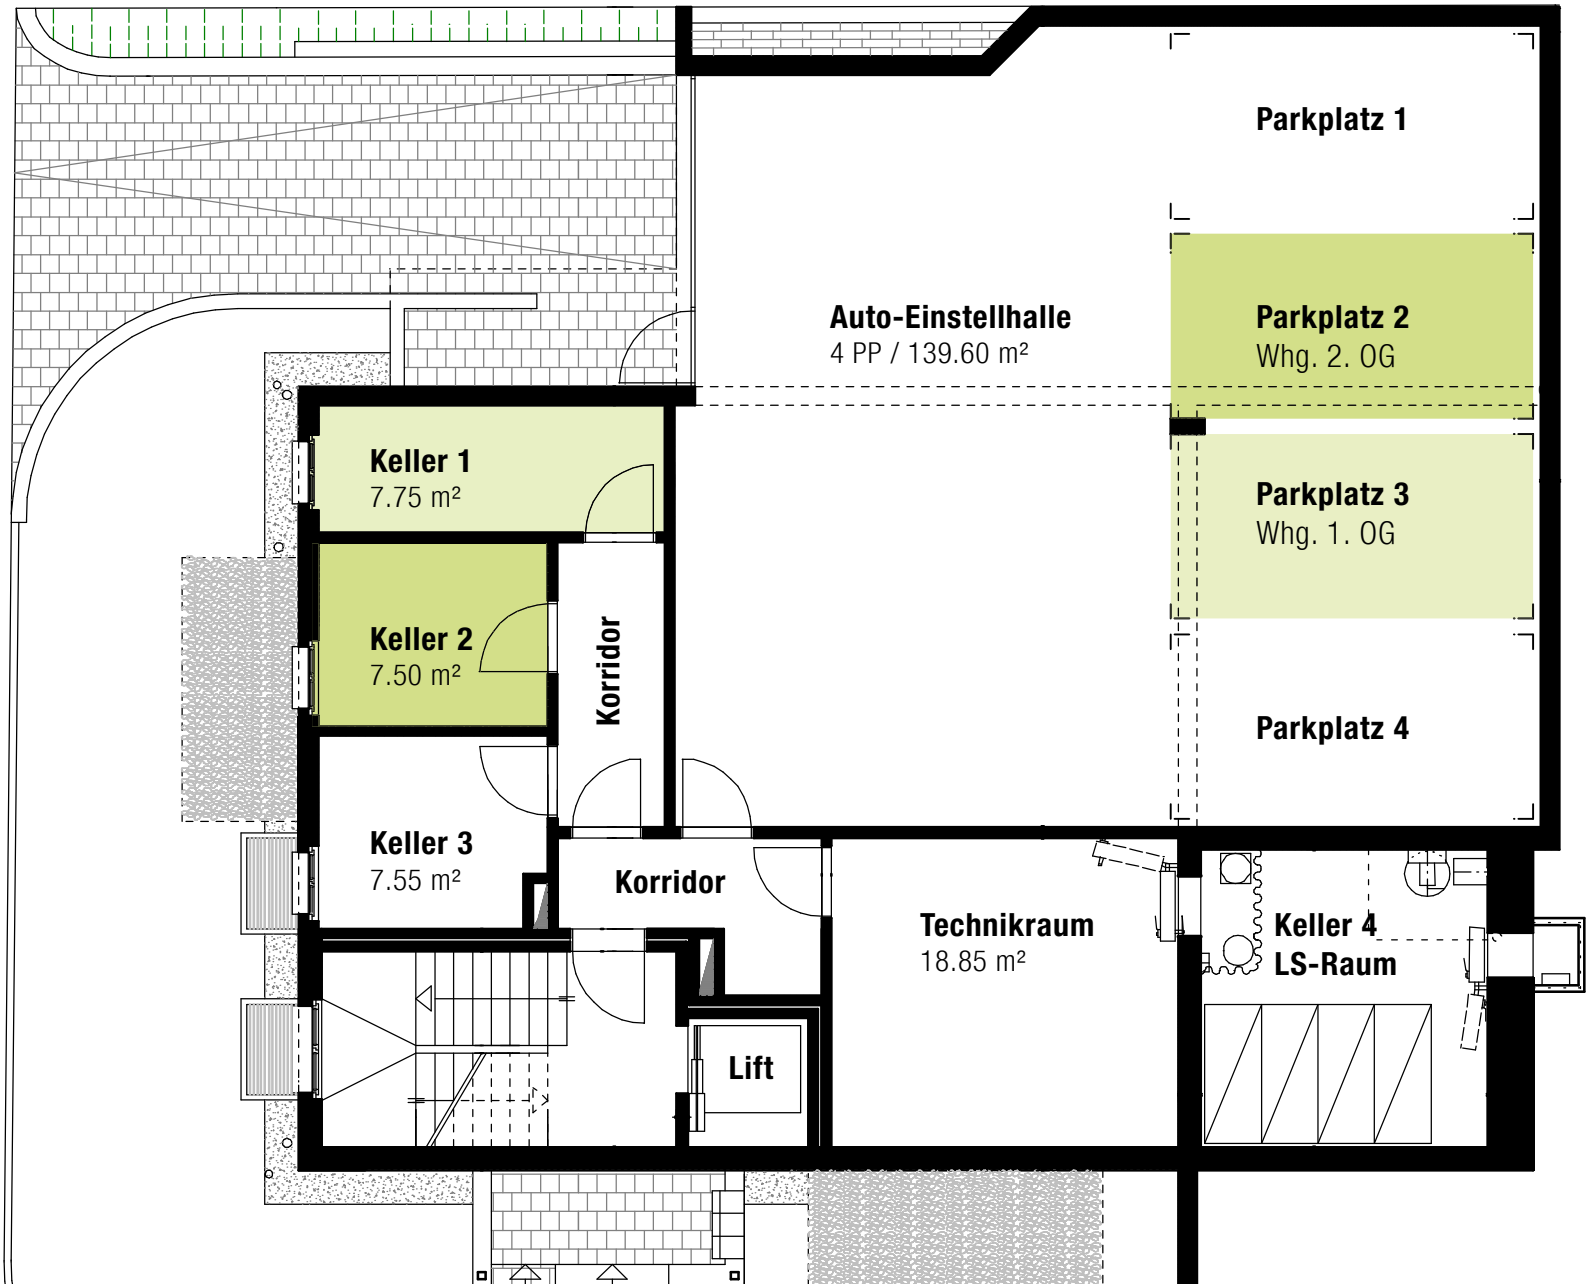 Parkplatz 1
Auto-Einstellhalle
4 PP / 139.60 m²
Parkplatz 2
Whg. 2. OG
Keller 1
7.75 m²
Parkplatz 3
Whg. 1. OG
Keller 2
7.50 m²
Korridor
Parkplatz 4
Keller 3
7.55 m²
Korridor
Technikraum
18.85 m²
Keller 4
LS-Raum
Lift